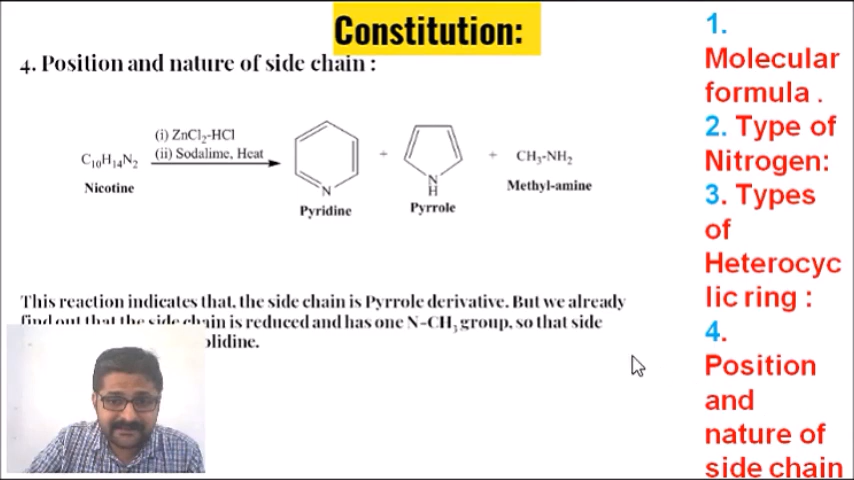 Constitution:
4. Position and nature of side chain :
(i) ZnCl₂-HCl
C₁₀H₁₄N₂ (ii) Sodalime, Heat + + CH₃-NH₂
N
N
H
Nicotine Pyridine Pyrrole Methyl-amine
This reaction indicates that, the side chain is Pyrrole derivative. But we already
find out that the side chain is reduced and has one N-CH₃ group, so that side
olidine.
1.
Molecular
formula .
2. Type of
Nitrogen:
3. Types
of
Heterocyc
lic ring :
4.
Position
and
nature of
side chain